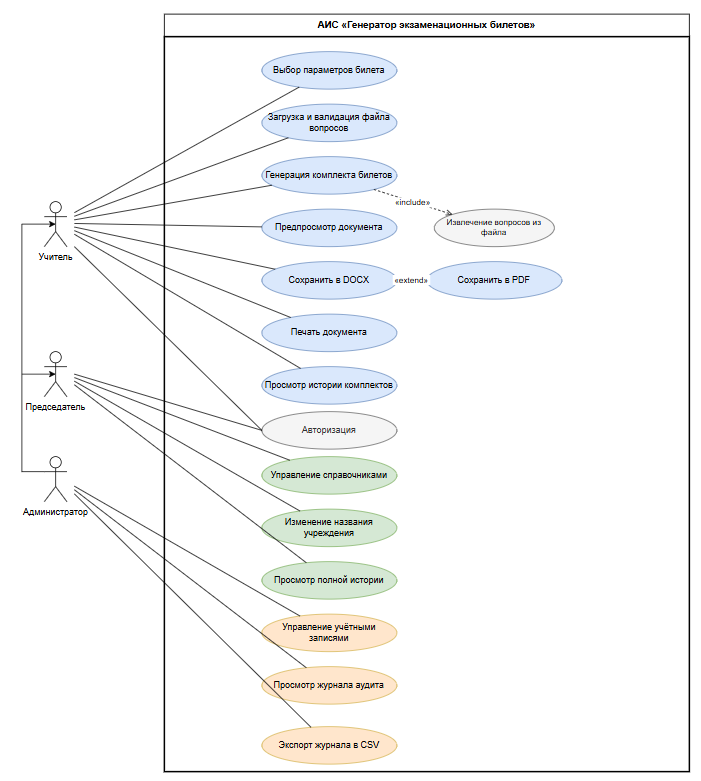 АИС «Генератор экзаменационных билетов»
Выбор параметров билета
Загрузка и валидация файла
вопросов
Генерация комплекта билетов
«include»
Извлечение вопросов из
файла
Предпросмотр документа
Учитель
Сохранить в DOCX
«extend»
Сохранить в PDF
Печать документа
Просмотр истории комплектов
Председатель
Авторизация
Управление справочниками
Администратор
Изменение названия
учреждения
Просмотр полной истории
Управление учётными
записями
Просмотр журнала аудита
Экспорт журнала в CSV